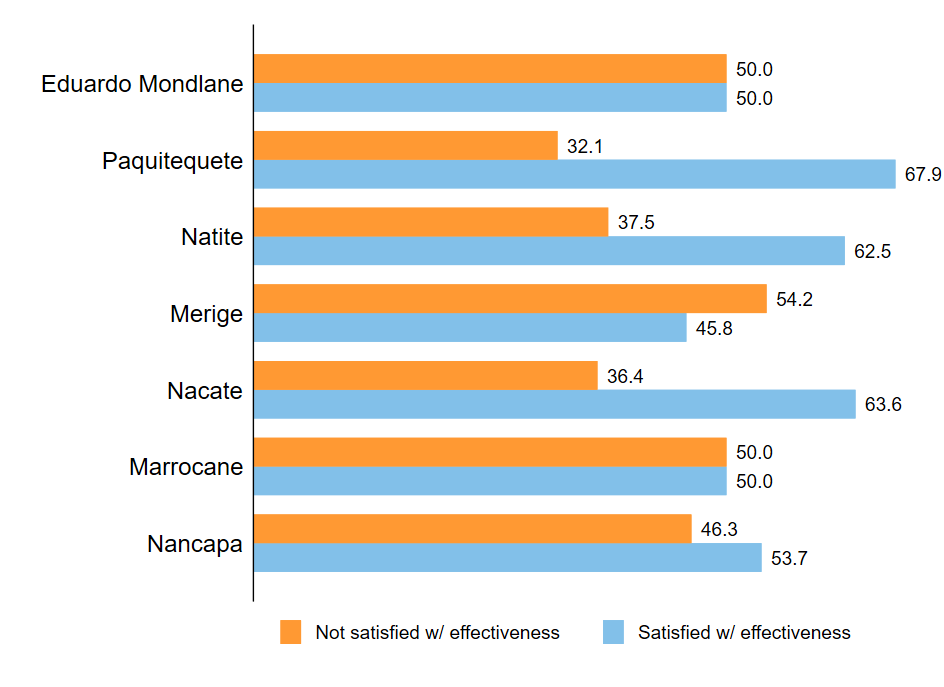 Eduardo Mondlane
50.0
50.0
Paquitequete
32.1
67.9
Natite
37.5
62.5
Merige
54.2
45.8
Nacate
36.4
63.6
Marrocane
50.0
50.0
Nancapa
46.3
53.7
Not satisfied w/ effectiveness
Satisfied w/ effectiveness